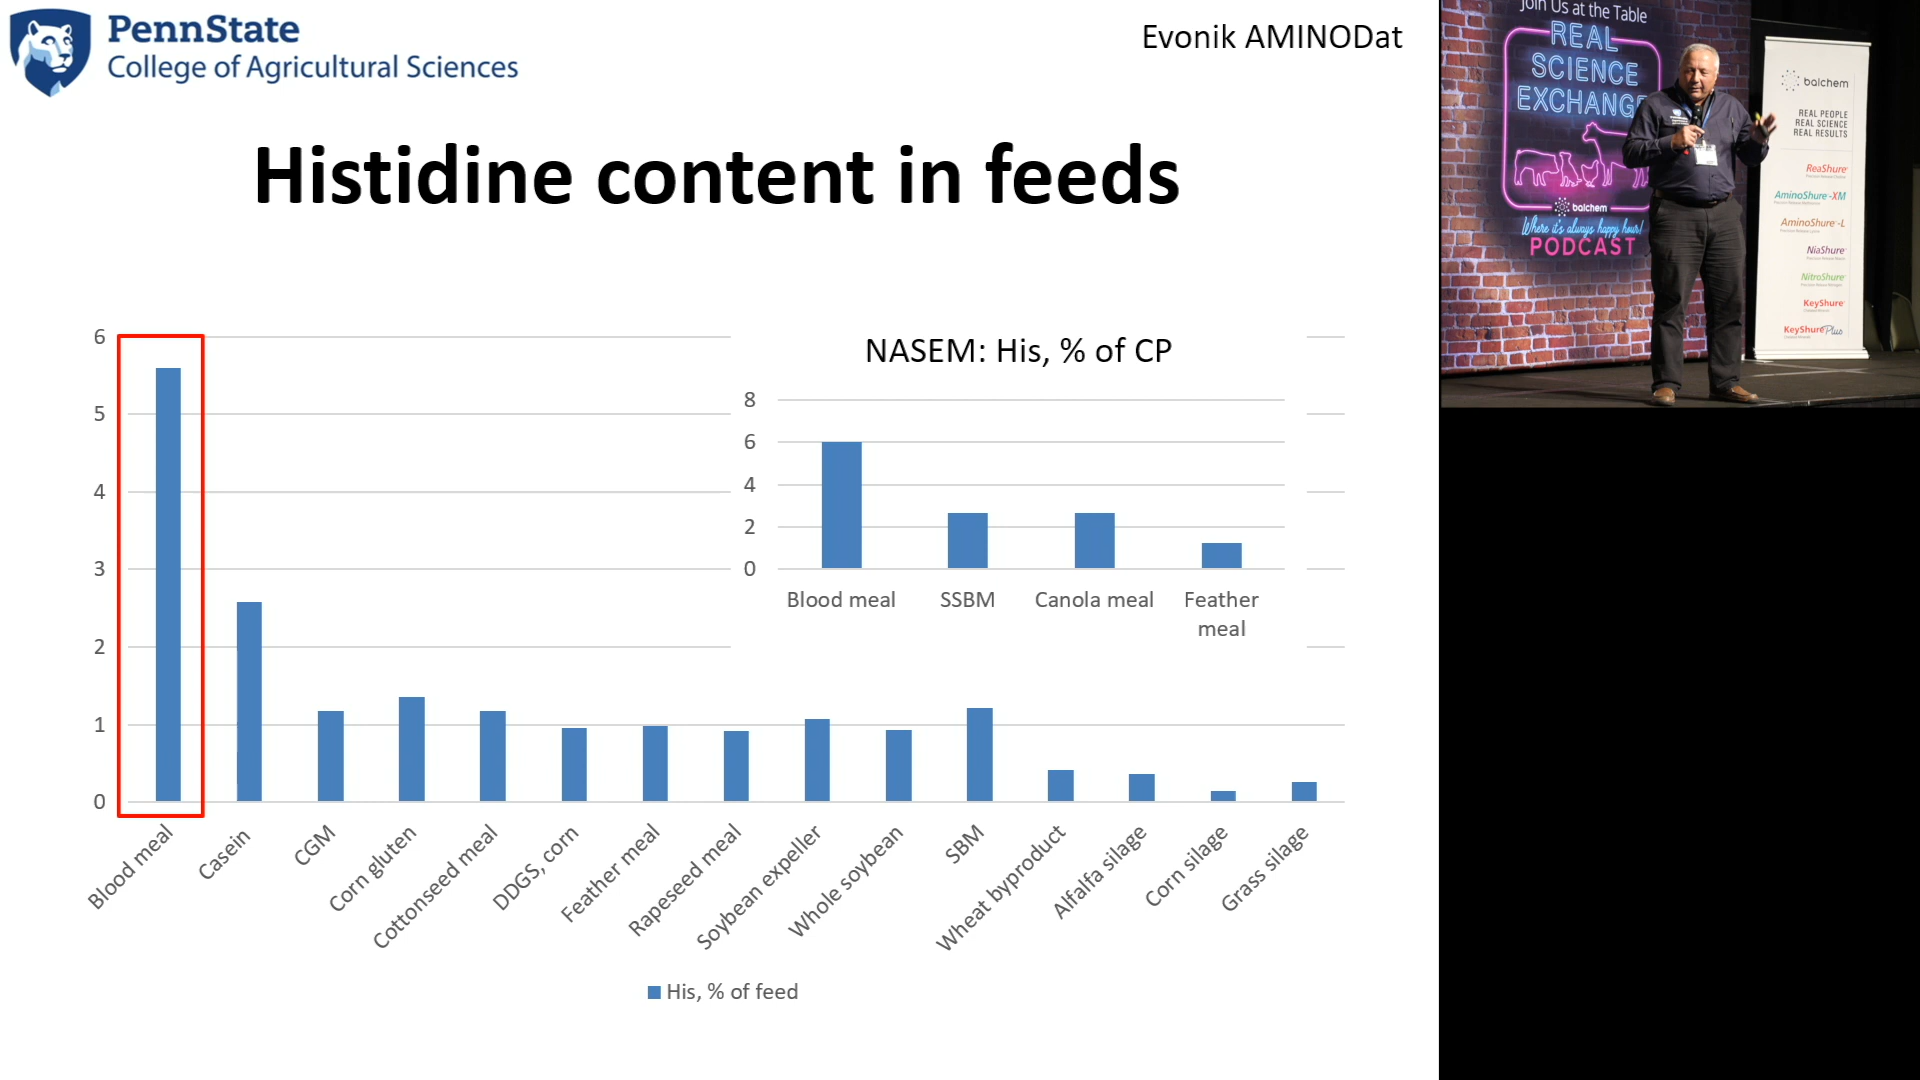 PennState
College of Agricultural Sciences
Evonik AMINODat
Histidine content in feeds
6
5
4
3
2
1
0
Blood meal
Casein
CGM
Corn gluten
Cottonseed meal
DDGS, corn
Feather meal
Rapeseed meal
Soybean expeller
Whole soybean
SBM
Wheat byproduct
Alfalfa silage
Corn silage
Grass silage
His, % of feed
NASEM: His, % of CP
8
6
4
2
0
Blood meal
SSBM
Canola meal
Feather
meal
Join Us at the Table
REAL
SCIENCE
EXCHANGE
balchem
Where it's always happy hour!
PODCAST
balchem
REAL PEOPLE
REAL SCIENCE
REAL RESULTS
ReaShure
AminoShure-XM
AminoShure-L
NiaShure
NitroShure
KeyShure
KeyShure Plus